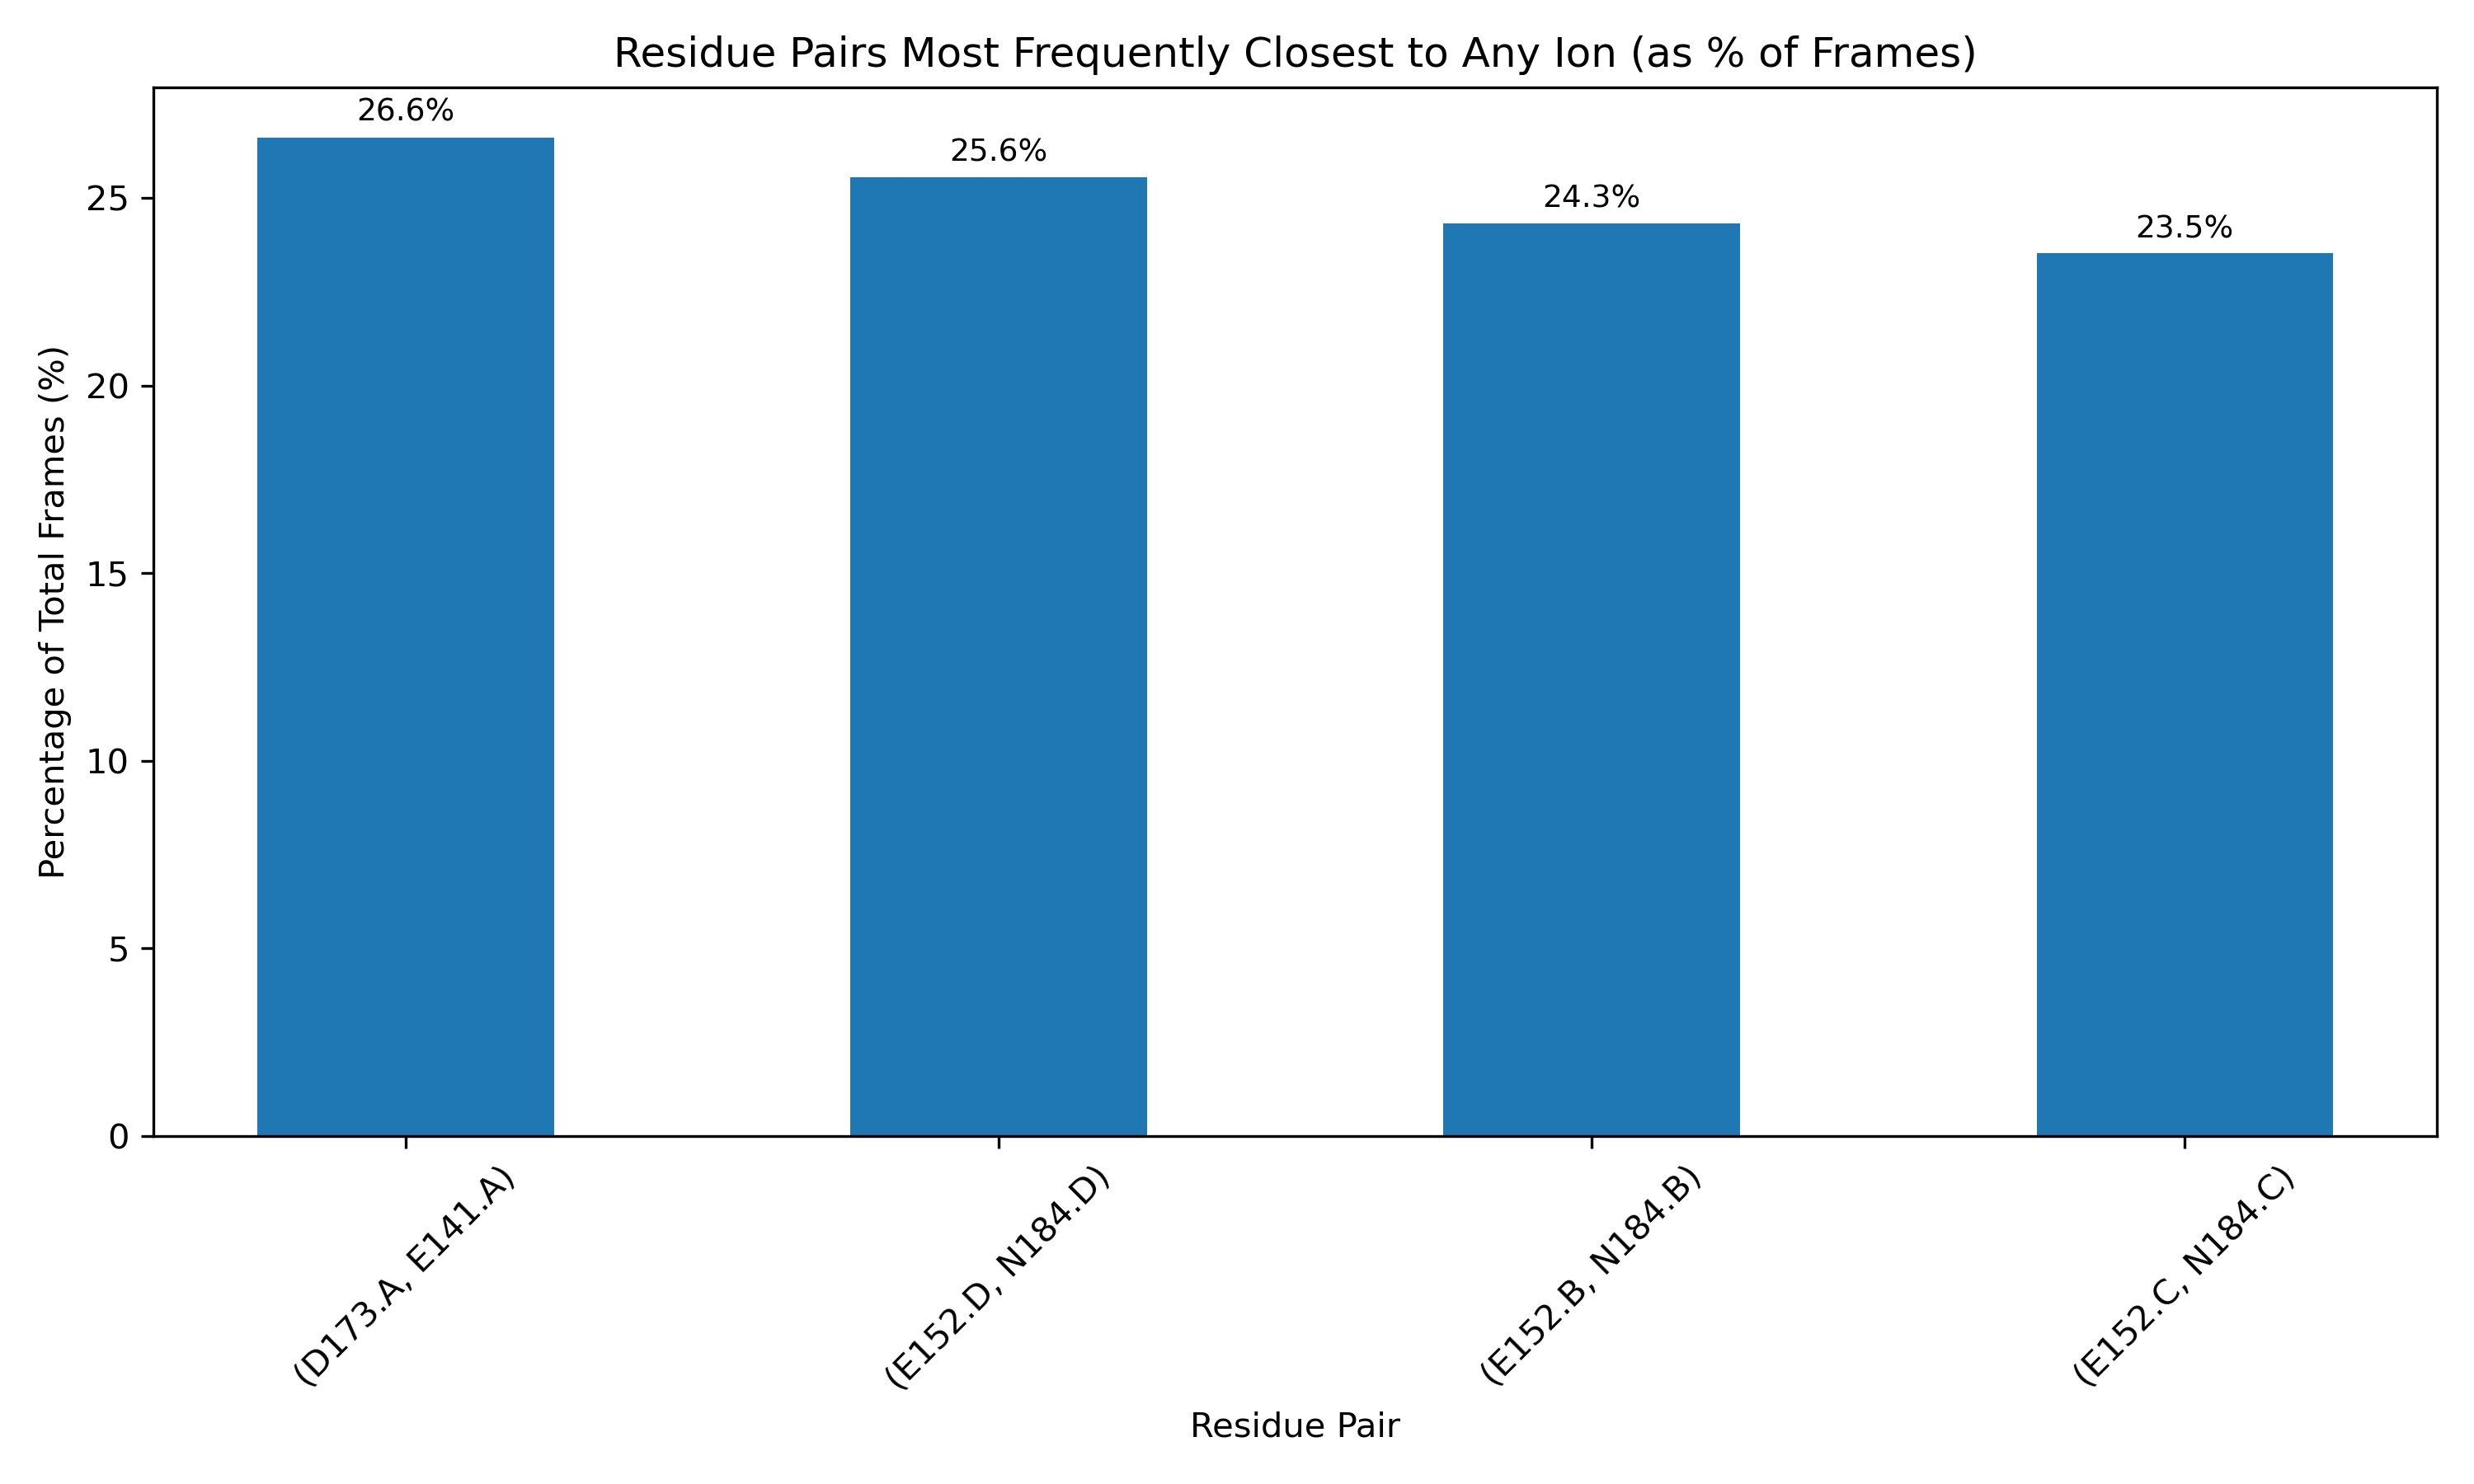 Residue Pairs Most Frequently Closest to Any Ion (as % of Frames)
26.6%
25.6%
24.3%
23.5%
Percentage of Total Frames (%)
25
20
15
10
5
0
(D173.A, E141.A)
(E152.D, N184.D)
(E152.B, N184.B)
(E152.C, N184.C)
Residue Pair